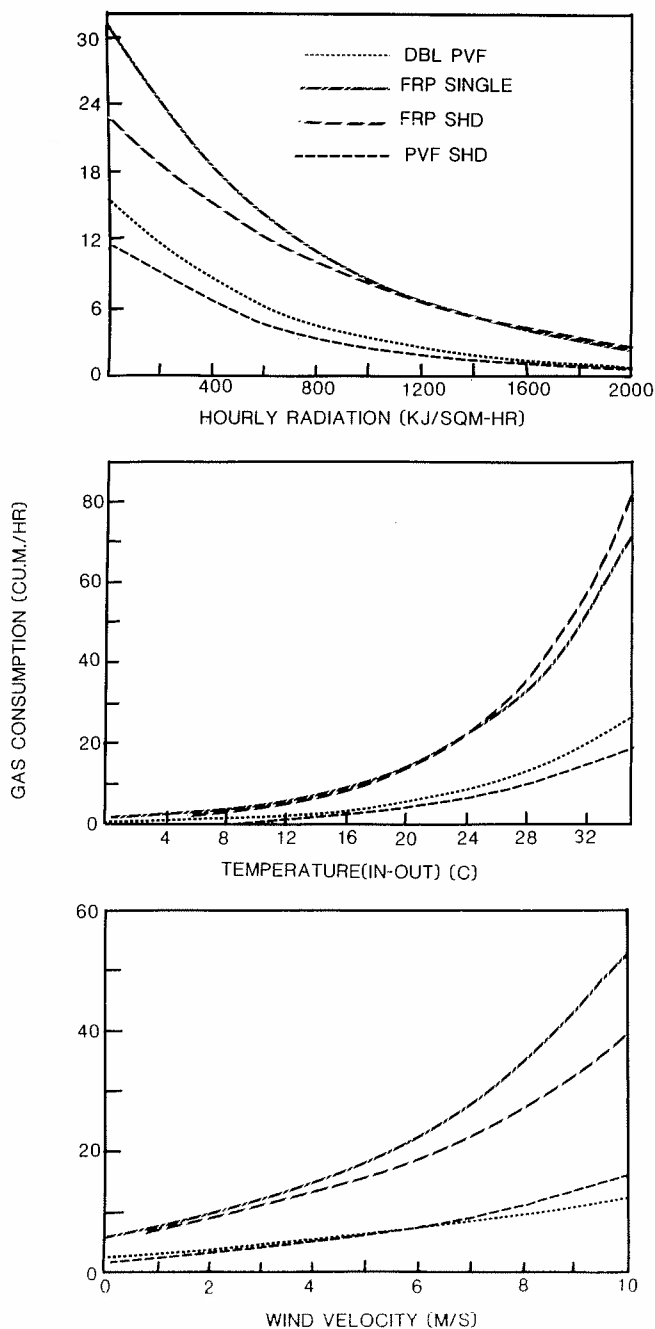 30
24
18
12
6
0
DBL PVF
FRP SINGLE
FRP SHD
PVF SHD
400 800 1200 1600 2000
HOURLY RADIATION (KJ/SQM-HR)
GAS CONSUMPTION (CU.M./HR)
80
60
40
20
0
4 8 12 16 20 24 28 32
TEMPERATURE(IN-OUT) (C)
60
40
20
0
0 2 4 6 8 10
WIND VELOCITY (M/S)